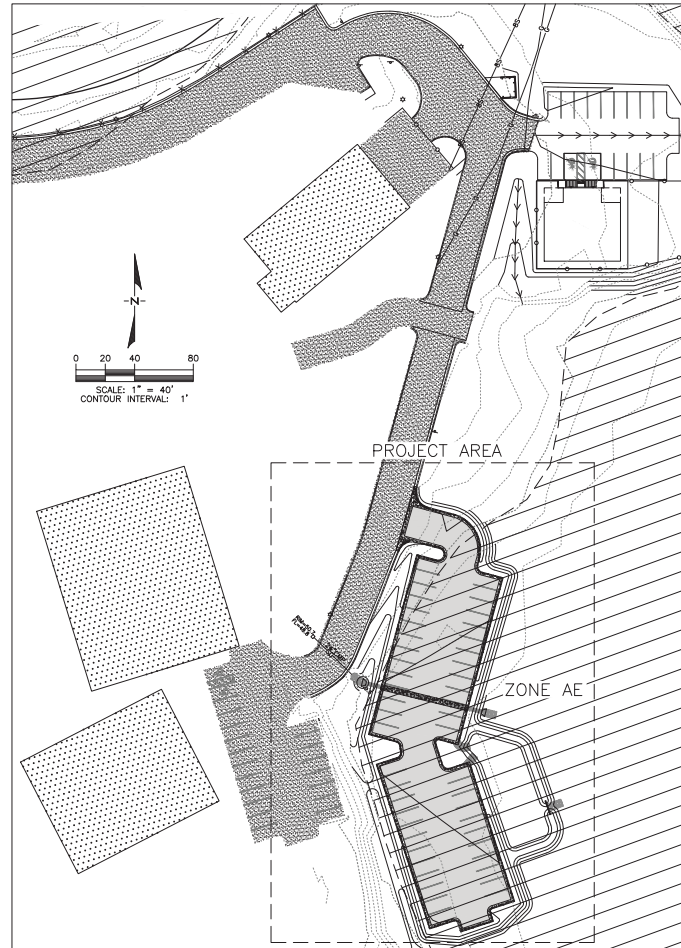 -N-
0 20 40 80
SCALE: 1" = 40'
CONTOUR INTERVAL: 1'
PROJECT AREA
ZONE AE